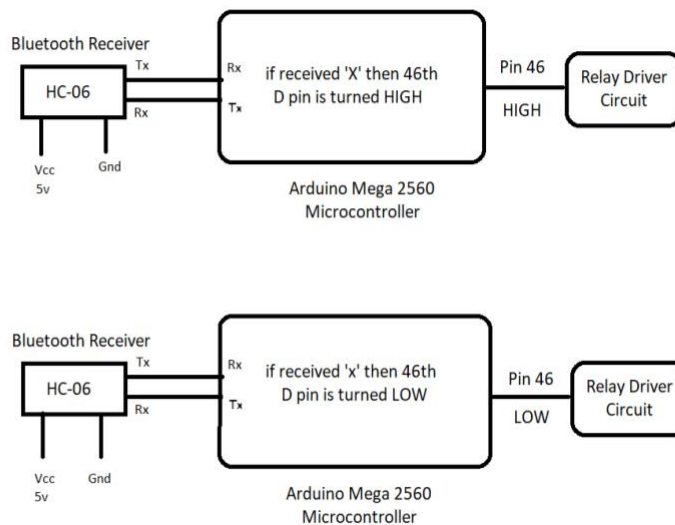 Bluetooth Receiver
HC-06
Tx
Rx
Vcc
5v
Gnd
Rx
Tx
if received 'X' then 46th
D pin is turned HIGH
Arduino Mega 2560
Microcontroller
Pin 46
HIGH
Relay Driver
Circuit
Bluetooth Receiver
HC-06
Tx
Rx
Vcc
5v
Gnd
Rx
Tx
if received 'x' then 46th
D pin is turned LOW
Arduino Mega 2560
Microcontroller
Pin 46
LOW
Relay Driver
Circuit